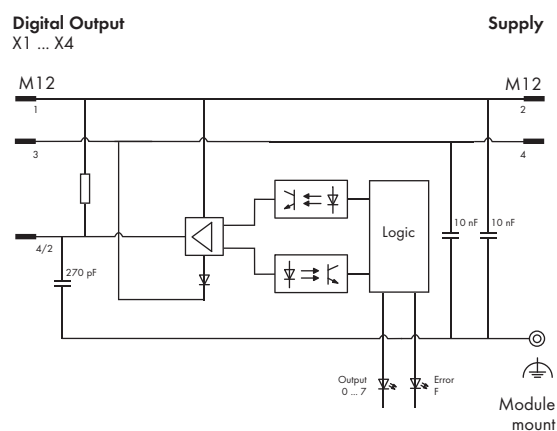 Digital Output
X1 ... X4
Supply
M12
M12
1
2
3
4
10 nF
10 nF
Logic
4/2
270 pF
Output
0 ... 7
Error
F
Module
mount